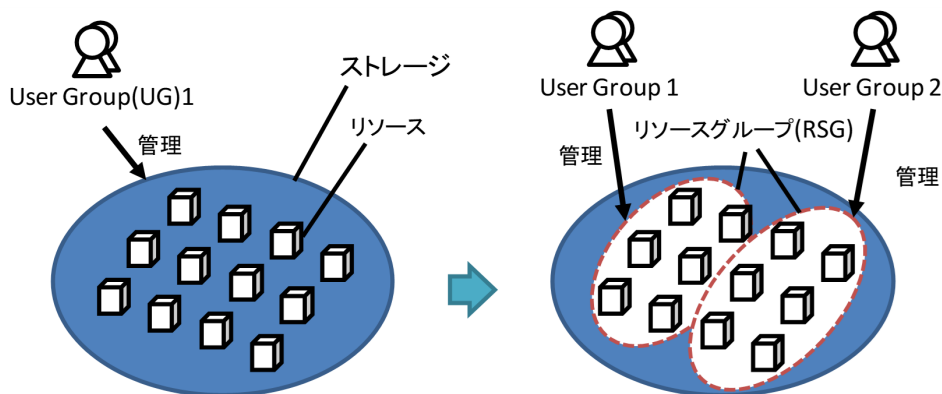 User Group(UG)1
ストレージ
リソース
管理
User Group 1
User Group 2
リソースグループ(RSG)
管理
管理